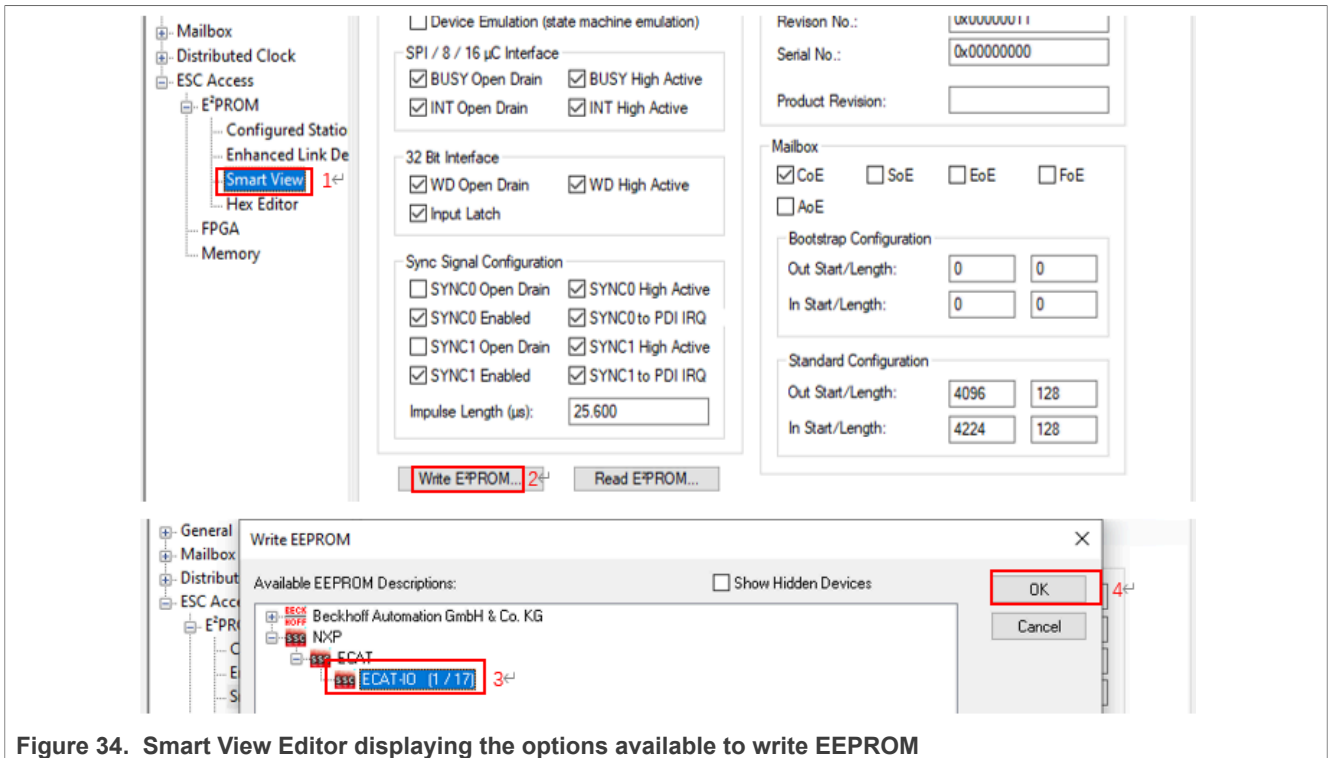 Mailbox
Distributed Clock
ESC Access
E²PROM
Configured Statio
Enhanced Link De
Smart View 1↵
Hex Editor
FPGA
Memory
Device Emulation (state machine emulation)
SPI / 8 / 16 µC Interface
BUSY Open Drain BUSY High Active
INT Open Drain INT High Active
32 Bit Interface
WD Open Drain WD High Active
Input Latch
Sync Signal Configuration
SYNC0 Open Drain SYNC0 High Active
SYNC0 Enabled SYNC0 to PDI IRQ
SYNC1 Open Drain SYNC1 High Active
SYNC1 Enabled SYNC1 to PDI IRQ
Impulse Length (µs): 25.600
Write E²PROM... 2↵ Read E²PROM...
Revison No.: 0x00000011
Serial No.: 0x00000000
Product Revision:
Mailbox
CoE SoE EoE FoE
AoE
Bootstrap Configuration
Out Start/Length: 0 0
In Start/Length: 0 0
Standard Configuration
Out Start/Length: 4096 128
In Start/Length: 4224 128
General
Mailbox
Distribut
ESC Acce
E²PR
C
E
S
Write EEPROM
Available EEPROM Descriptions: Show Hidden Devices
BECKHOFF Beckhoff Automation GmbH & Co. KG
SSC NXP
SSC ECAT
SSC ECAT-IO (1 / 17) 3↵
OK 4↵
Cancel
Figure 34. Smart View Editor displaying the options available to write EEPROM